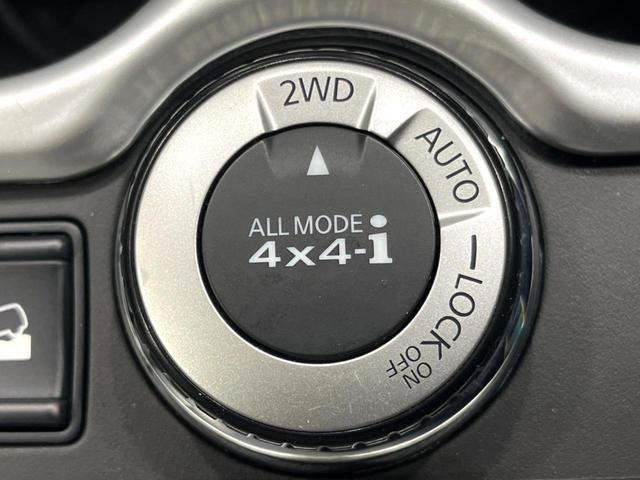 2WD
AUTO
LOCK
ON
OFF
ALL MODE
4x4-i